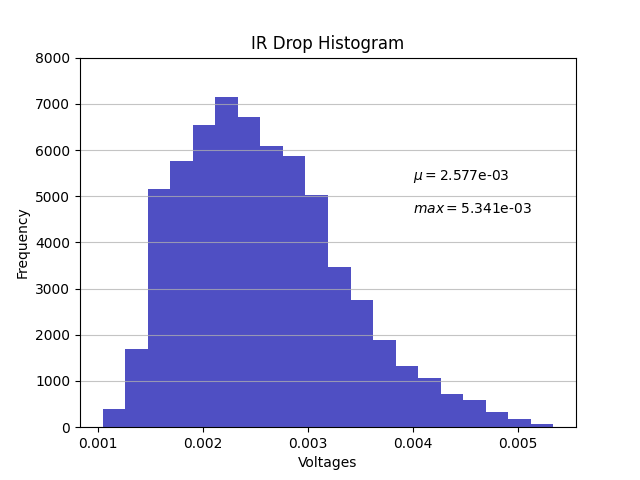 IR Drop Histogram
8000
7000
6000
5000
4000
3000
2000
1000
0
Frequency
μ = 2.577e-03
max = 5.341e-03
0.001 0.002 0.003 0.004 0.005
Voltages